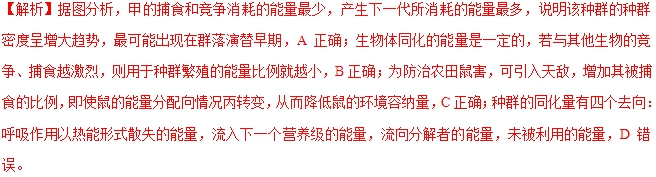 【解析】据图分析，甲的捕食和竞争消耗的能量最少，产生下一代所消耗的能量最多，说明该种群的种群
密度呈增大趋势，最可能出现在群落演替早期，A 正确；生物体同化的能量是一定的，若与其他生物的竞
争、捕食越激烈，则用于种群繁殖的能量比例就越小，B 正确；为防治农田鼠害，可引入天敌，增加其被捕
食的比例，即使鼠的能量分配向情况丙转变，从而降低鼠的环境容纳量，C 正确；种群的同化量有四个去向：
呼吸作用以热能形式散失的能量，流入下一个营养级的能量，流向分解者的能量，未被利用的能量，D 错
误。